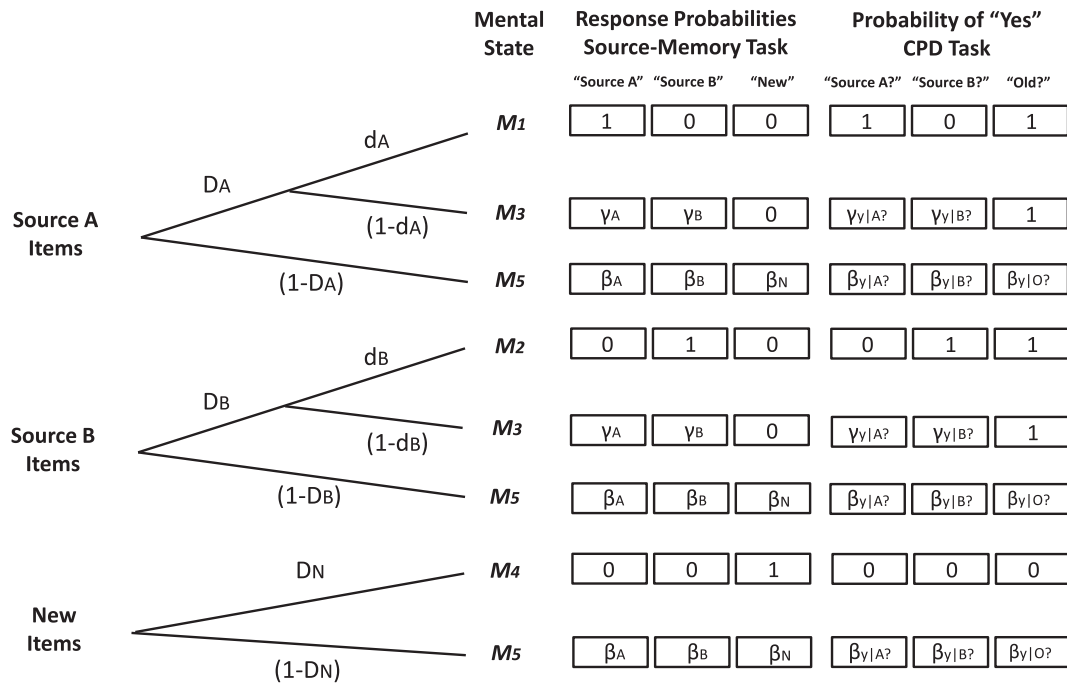 Mental State
Response Probabilities Source-Memory Task
Probability of “Yes” CPD Task
“Source A” “Source B” “New” “Source A?” “Source B?” “Old?”
Source A Items
DA
dA
M1 1 0 0 1 0 1
(1-dA)
M3 γA γB 0 γy|A? γy|B? 1
(1-DA)
M5 βA βB βN βy|A? βy|B? βy|O?
Source B Items
DB
dB
M2 0 1 0 0 1 1
(1-dB)
M3 γA γB 0 γy|A? γy|B? 1
(1-DB)
M5 βA βB βN βy|A? βy|B? βy|O?
New Items
DN
M4 0 0 1 0 0 0
(1-DN)
M5 βA βB βN βy|A? βy|B? βy|O?